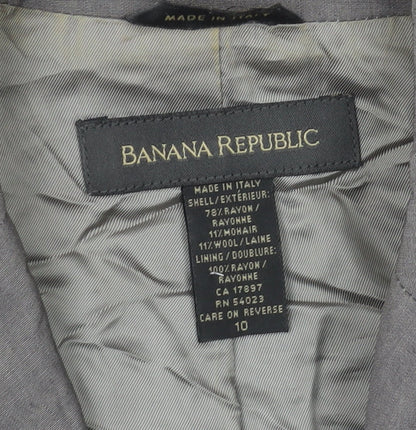 MADE IN ITALY
BANANA REPUBLIC
MADE IN ITALY
SHELL/EXTÉRIEUR:
78%RAYON/
RAYONNE
11%MOHAIR
11%WOOL/LAINE
LINING/DOUBLURE:
100%RAYON/
RAYONNE
CA 17897
RN 54023
CARE ON REVERSE
10